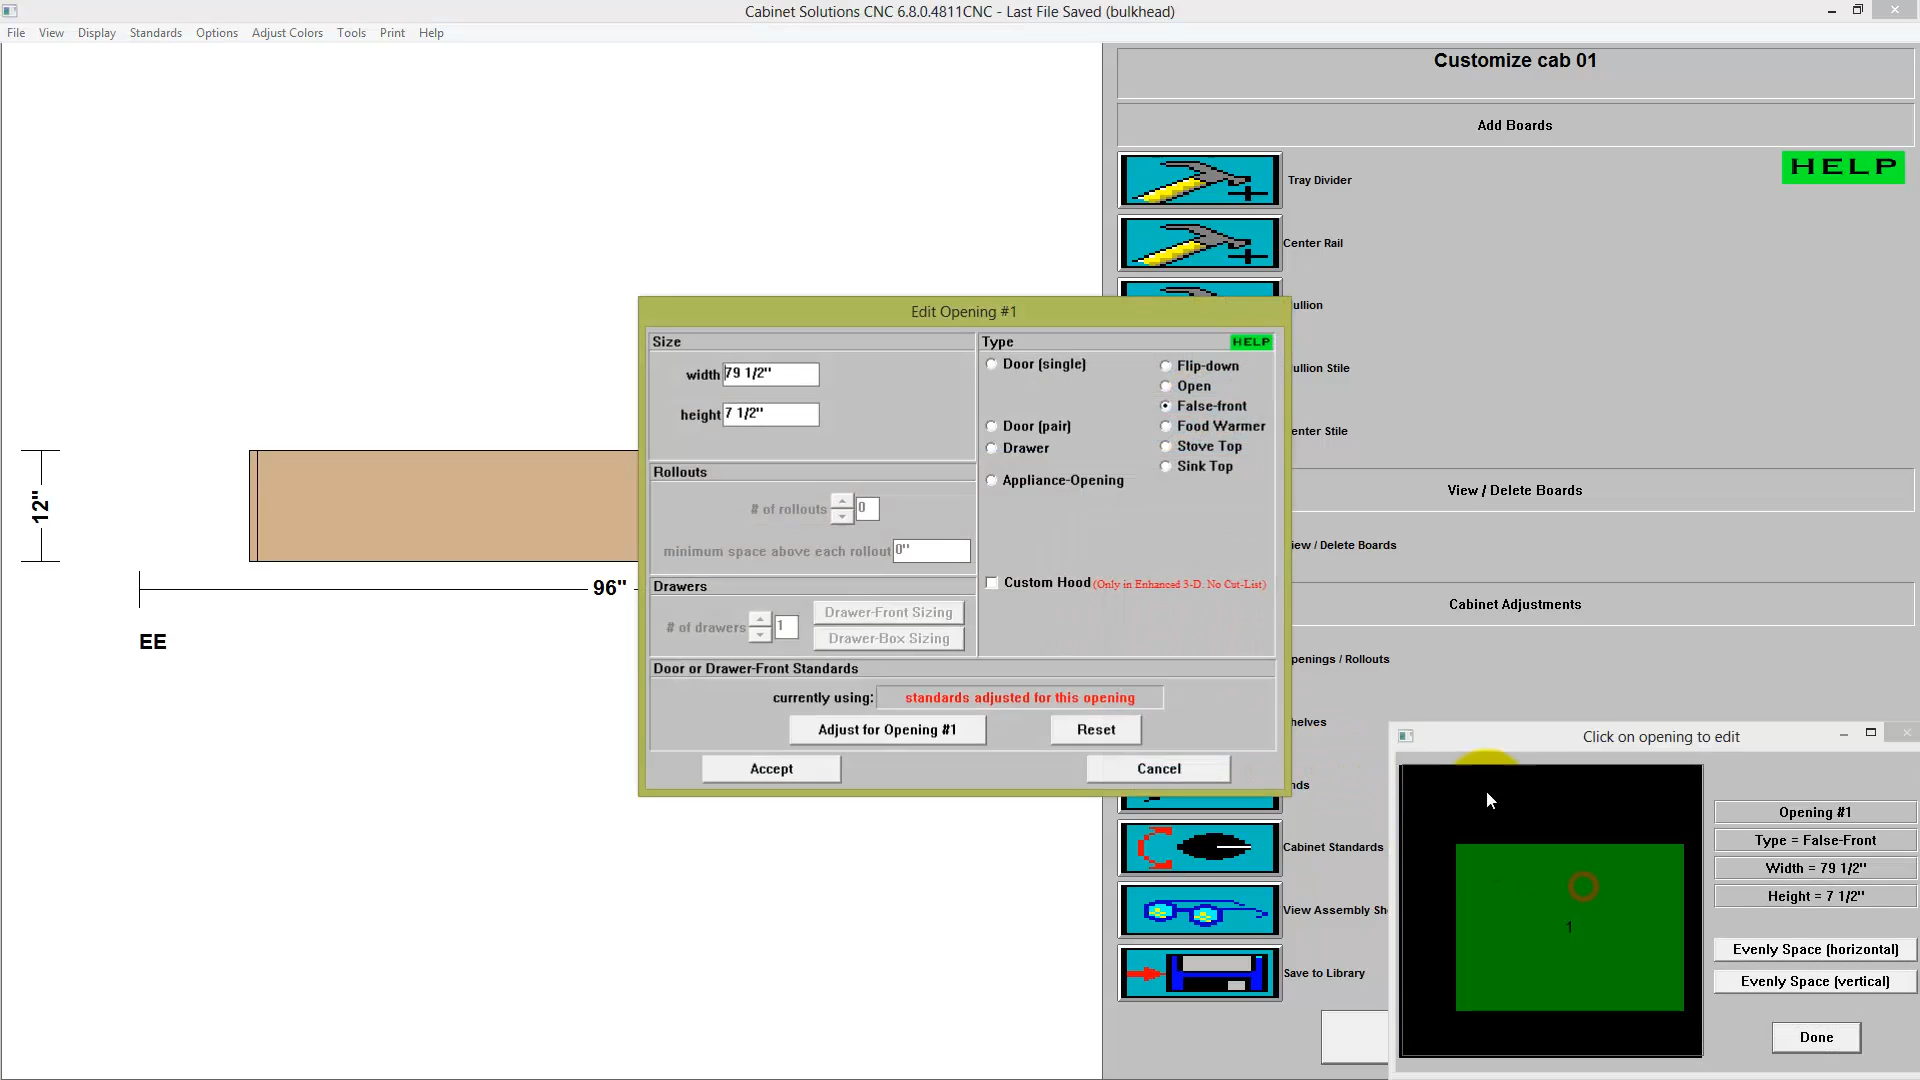 Cabinet Solutions CNC 6.8.0.4811CNC - Last File Saved (bulkhead)
File View Display Standards Options Adjust Colors Tools Print Help
Customize cab 01
Add Boards
HELP
Tray Divider
Center Rail
ullion
ullion Stile
enter Stile
View / Delete Boards
iew / Delete Boards
Cabinet Adjustments
penings / Rollouts
helves
nds
Cabinet Standards
View Assembly Sh
Save to Library
12"
96"
EE
Edit Opening #1
Size
width 79 1/2"
height 7 1/2"
Rollouts
# of rollouts 0
minimum space above each rollout 0"
Drawers
# of drawers 1
Drawer-Front Sizing
Drawer-Box Sizing
Type
HELP
Door (single)
Door (pair)
Drawer
Appliance-Opening
Flip-down
Open
False-front
Food Warmer
Stove Top
Sink Top
Custom Hood (Only in Enhanced 3-D. No Cut-List)
Door or Drawer-Front Standards
currently using: standards adjusted for this opening
Adjust for Opening #1
Reset
Accept
Cancel
Click on opening to edit
1
Opening #1
Type = False-Front
Width = 79 1/2"
Height = 7 1/2"
Evenly Space (horizontal)
Evenly Space (vertical)
Done